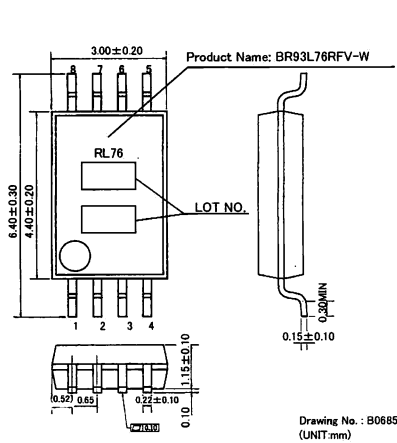 3.00±0.20
Product Name: BR93L76RFV-W
8 7 6 5
RL76
LOT NO.
6.40±0.30
4.40±0.20
1 2 3 4
0.30MIN
0.15±0.10
1.15±0.10
(0.52) 0.65 0.22±0.10
0.10
0.10
Drawing No. : B0685
(UNIT:mm)